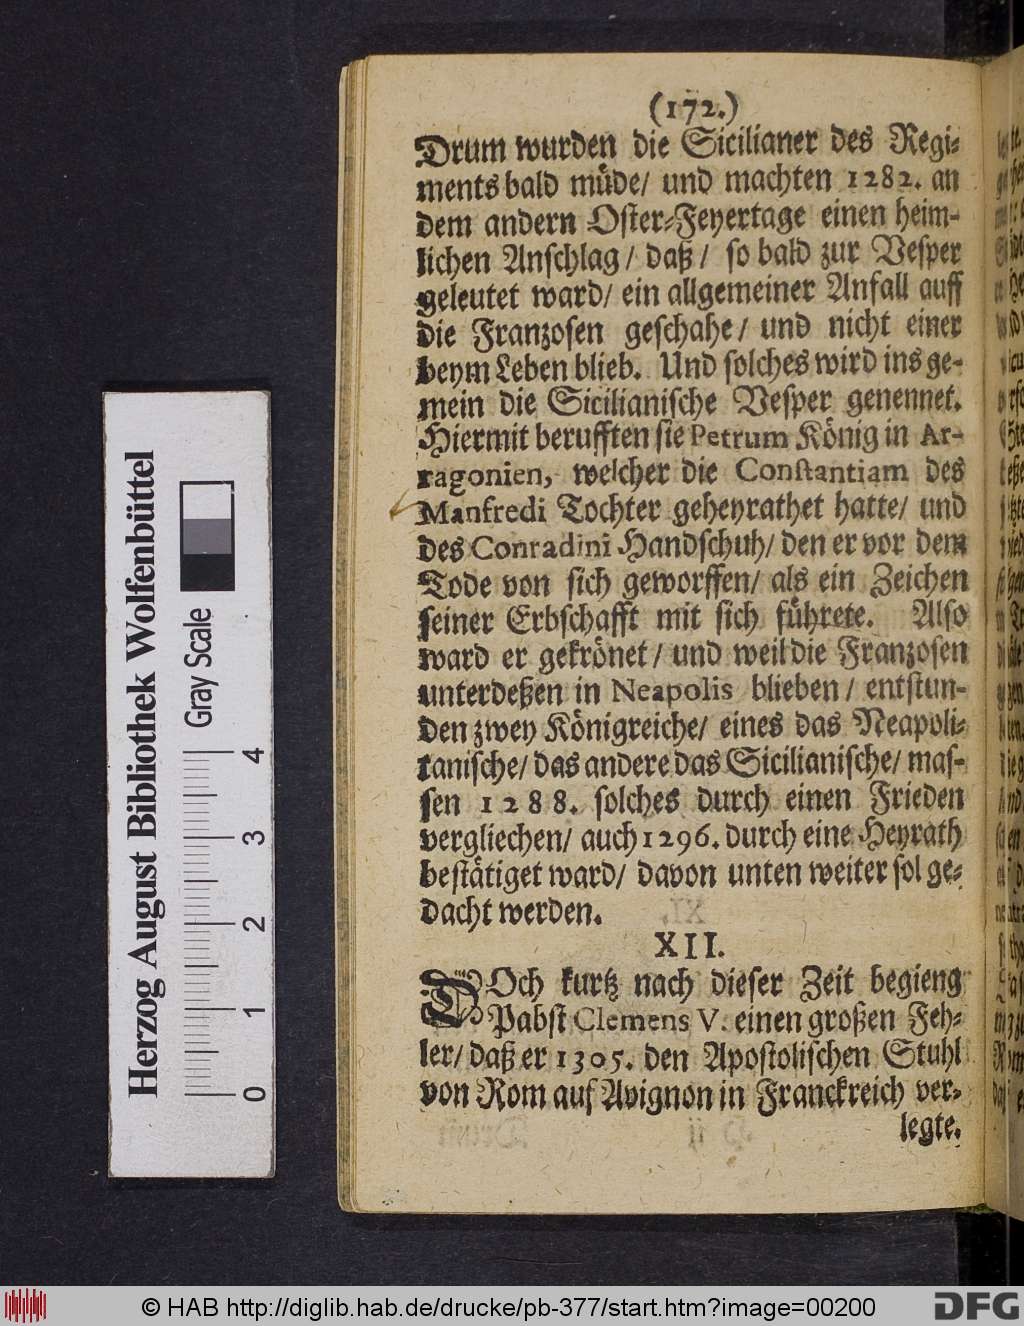 (172.)
Drum wurden die Sicilianer des Regi-
ments bald müde/ und machten 1282. an
dem andern Oster-Feyertage einen heim-
lichen Anschlag/ daß/ so bald zur Vesper
geleutet ward/ ein allgemeiner Anfall auff
die Franzosen geschahe/ und nicht einer
beym Leben blieb. Und solches wird ins ge-
mein die Sicilianische Vesper genennet.
Hiermit berufften sie Petrum König in Ar-
ragonien, welcher die Constantiam des
Manfredi Tochter geheyrathet hatte/ und
des Conradini Handschuh/ den er vor dem
Tode von sich geworffen/ als ein Zeichen
seiner Erbschafft mit sich führete. Also
ward er gekrönet/ und weil die Franzosen
unterdeßen in Neapolis blieben/ entstun-
den zwey Königreiche/ eines das Neapoli-
tanische/ das andere das Sicilianische/ mas-
sen 1288. solches durch einen Frieden
vergliechen/ auch 1296. durch eine Heyrath
bestätiget ward/ davon unten weiter sol ge-
dacht werden.
XII.
DOch kurtz nach dieser Zeit begieng
Pabst Clemens V. einen großen Feh-
ler/ daß er 1305. den Apostolischen Stuhl
von Rom auf Avignon in Franckreich ver-
legte.
Herzog August Bibliothek Wolfenbüttel
Gray Scale
0 1 2 3 4
© HAB http://diglib.hab.de/drucke/pb-377/start.htm?image=00200
DFG